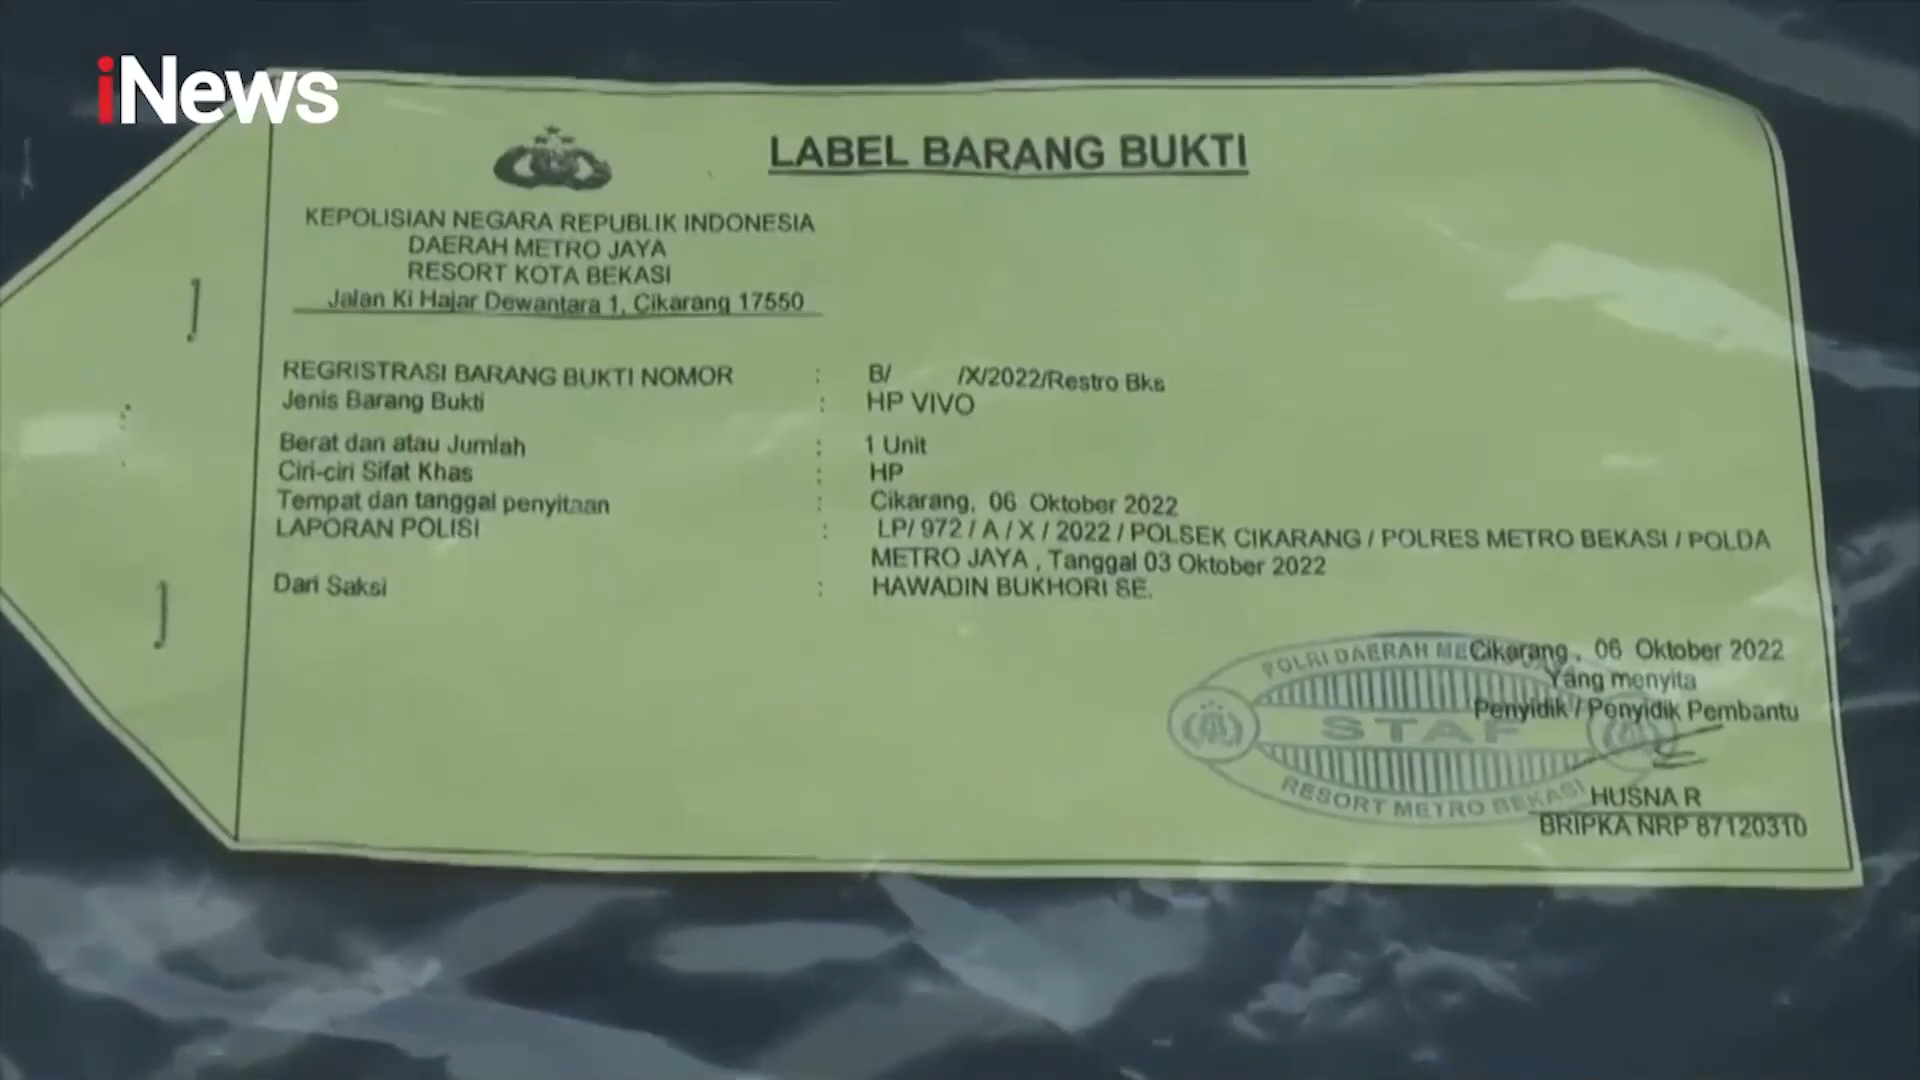 iNews
LABEL BARANG BUKTI
KEPOLISIAN NEGARA REPUBLIK INDONESIA
DAERAH METRO JAYA
RESORT KOTA BEKASI
Jalan Ki Hajar Dewantara 1, Cikarang 17550
REGRISTRASI BARANG BUKTI NOMOR : B/ /X/2022/Restro Bks
Jenis Barang Bukti : HP VIVO
Berat dan atau Jumlah : 1 Unit
Ciri-ciri Sifat Khas : HP
Tempat dan tanggal penyitaan : Cikarang, 06 Oktober 2022
LAPORAN POLISI : LP/ 972 / A / X / 2022 / POLSEK CIKARANG / POLRES METRO BEKASI / POLDA
METRO JAYA , Tanggal 03 Oktober 2022
Dari Saksi : HAWADIN BUKHORI SE.
Cikarang , 06 Oktober 2022
Yang menyita
Penyidik / Penyidik Pembantu
POLRI DAERAH
STAF
RESORT METRO BEKASI
HUSNA R
BRIPKA NRP 87120310